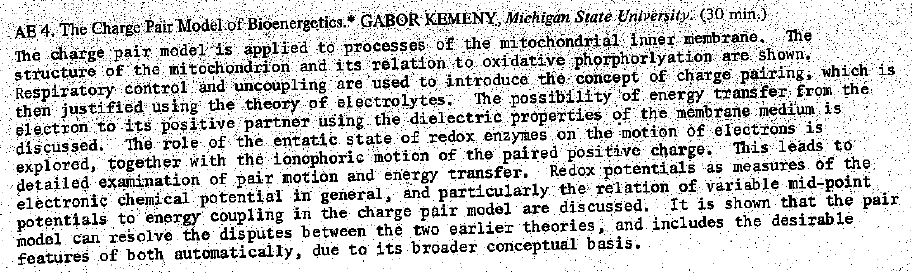 AE 4. The Charge Pair Model of Bioenergetics.* GABOR KEMENY, Michigan State University. (30 min.)
The charge pair model is applied to processes of the mitochondrial inner membrane. The
structure of the mitochondrion and its relation to oxidative phorphorlyation are shown.
Respiratory control and uncoupling are used to introduce the concept of charge pairing, which is
then justified using the theory of electrolytes. The possibility of energy transfer from the
electron to its positive partner using the dielectric properties of the membrane medium is
discussed. The role of the entatic state of redox enzymes on the motion of electrons is
explored, together with the ionophoric motion of the paired positive charge. This leads to
detailed examination of pair motion and energy transfer. Redox potentials as measures of the
electronic chemical potential in general, and particularly the relation of variable mid-point
potentials to energy coupling in the charge pair model are discussed. It is shown that the pair
model can resolve the disputes between the two earlier theories, and includes the desirable
features of both automatically, due to its broader conceptual basis.